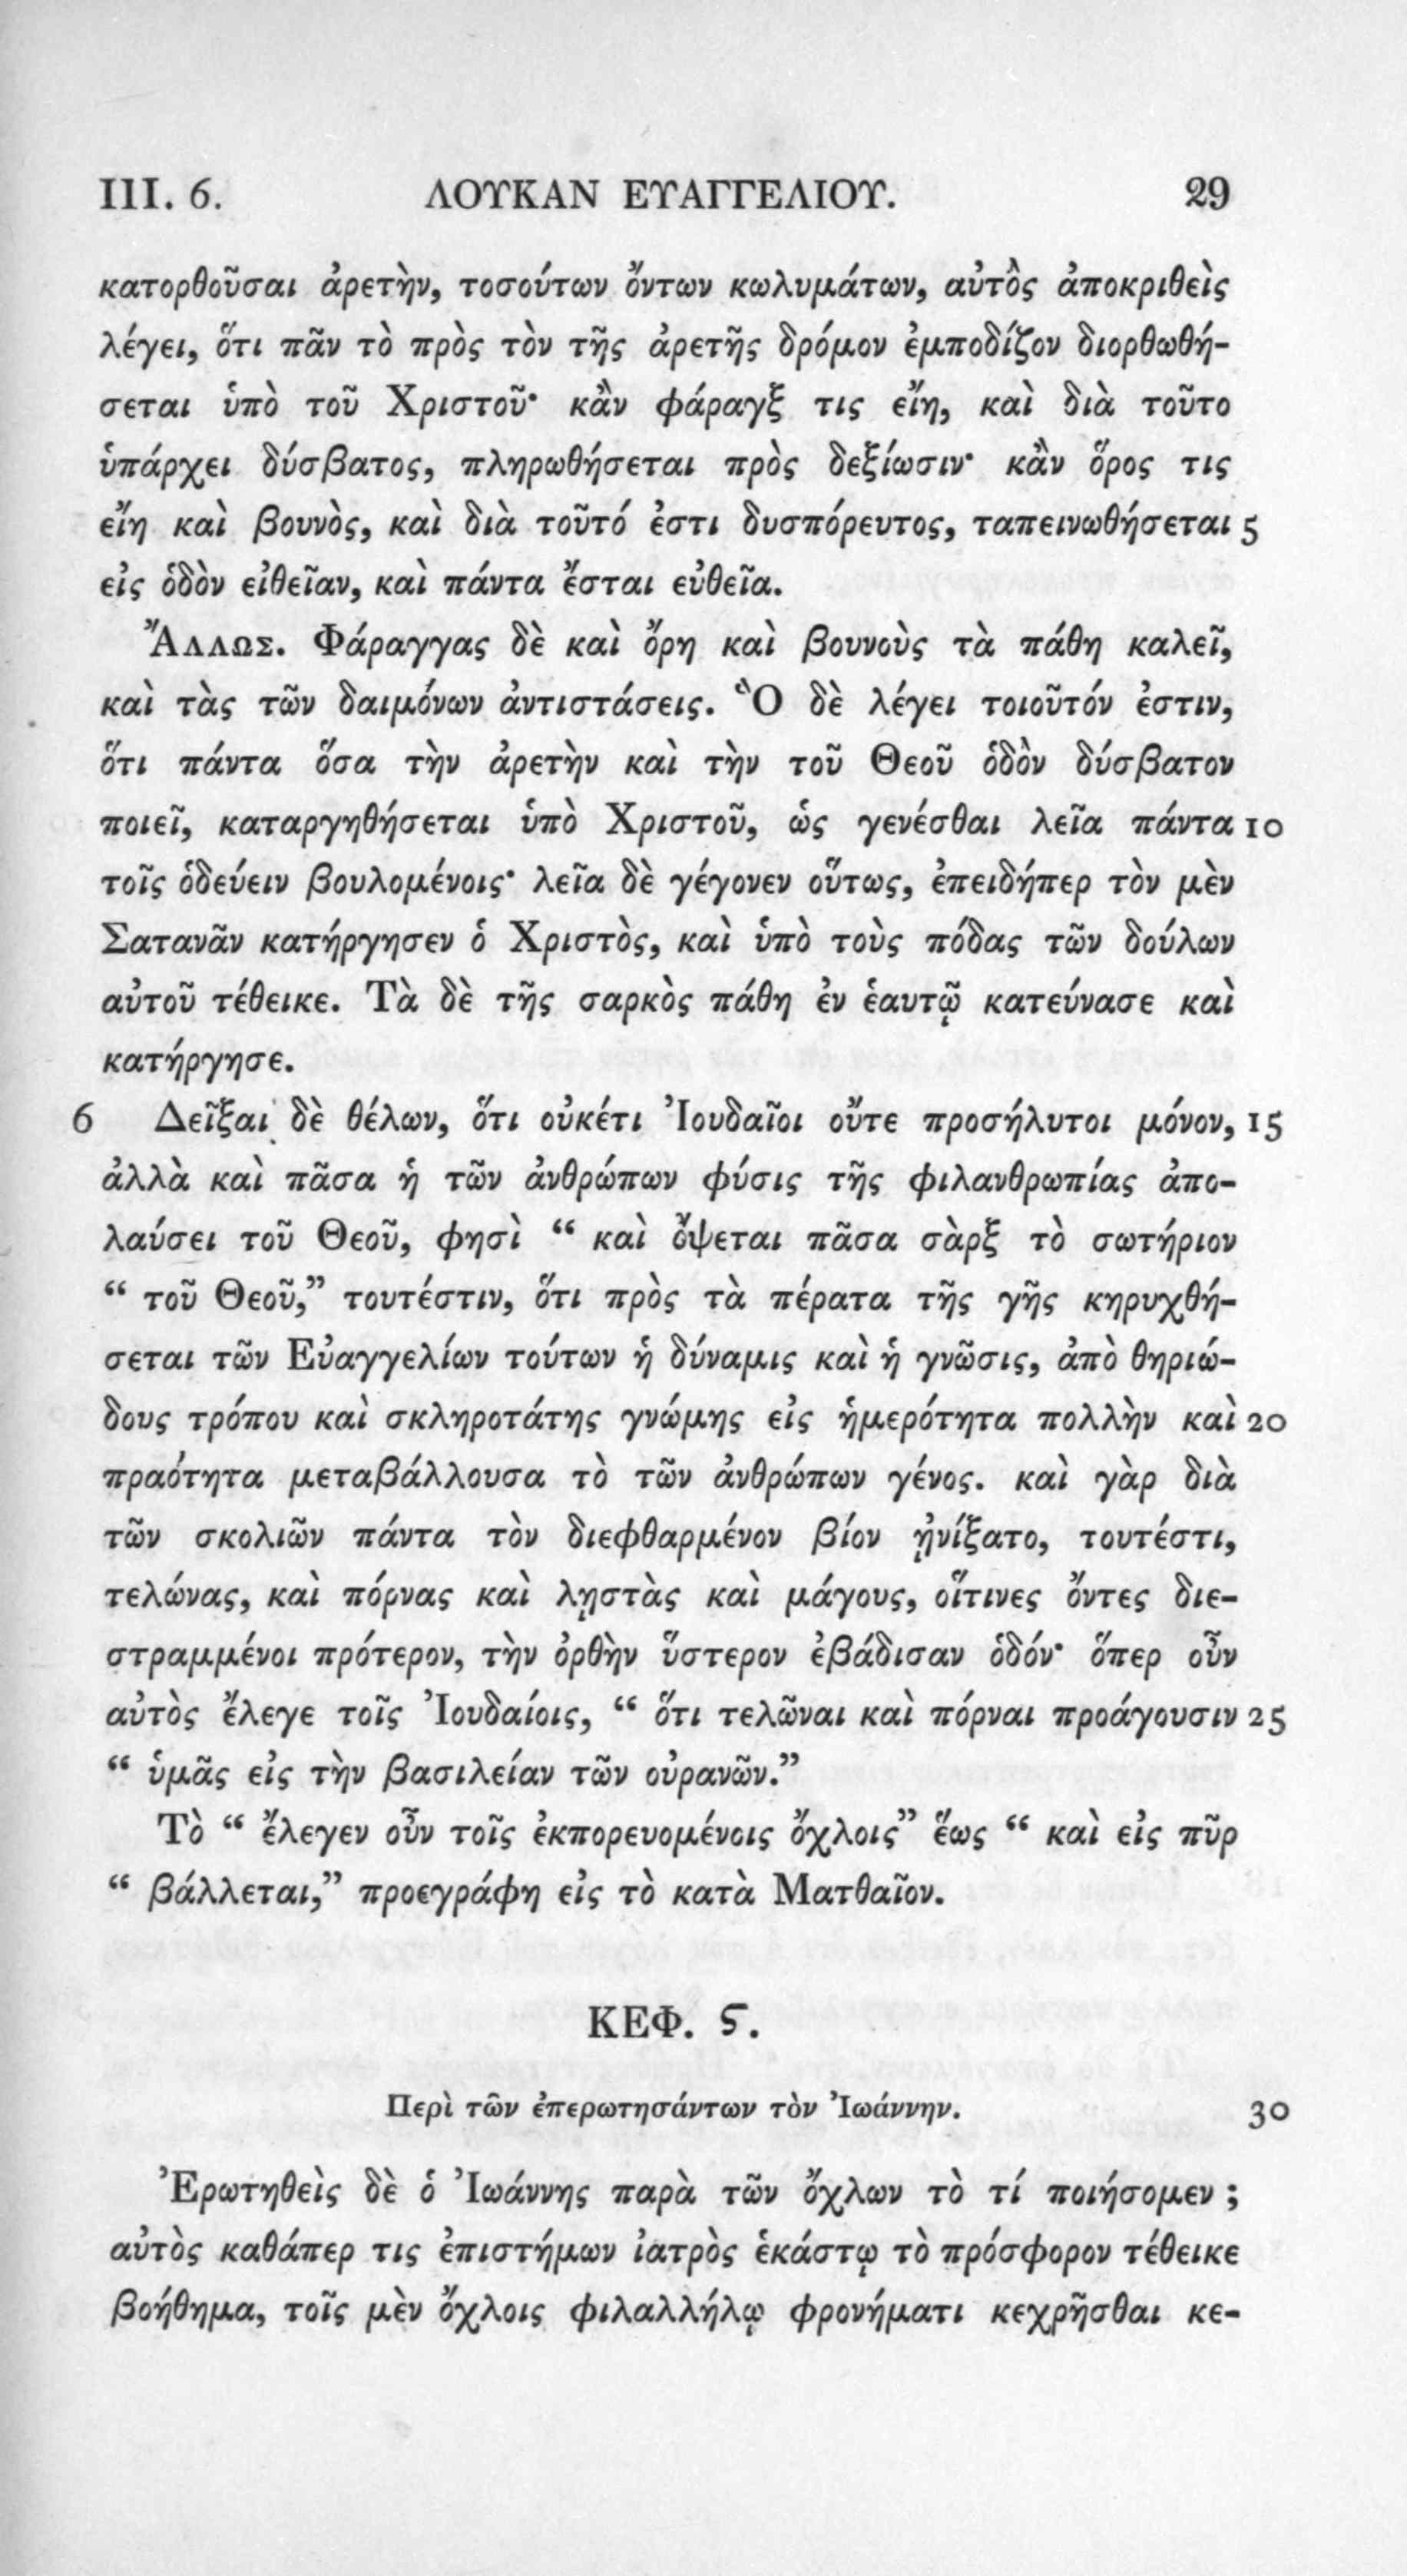 III. 6. ΛΟΥΚΑΝ ΕΥΑΓΓΕΛΙΟΥ. 29
κατορθοῦσαι ἀρετὴν, τοσούτων ὄντων κωλυμάτων, αὐτὸς ἀποκριθεὶς
λέγει, ὅτι πᾶν τὸ πρὸς τὸν τῆς ἀρετῆς δρόμον ἐμποδίζον διορθωθή-
σεται ὑπὸ τοῦ Χριστοῦ· κἂν φάραγξ τις εἴη, καὶ διὰ τοῦτο
ὑπάρχει δύσβατος, πληρωθήσεται πρὸς δεξίωσιν· κἂν ὅρος τις
εἴη καὶ βουνὸς, καὶ διὰ τοῦτό ἐστι δυσπόρευτος, ταπεινωθήσεται 5
εἰς ὁδὸν εἰθεῖαν, καὶ πάντα ἔσται εὐθεῖα.
Ἄλλως. Φάραγγας δὲ καὶ ὄρη καὶ βουνοὺς τὰ πάθη καλεῖ,
καὶ τὰς τῶν δαιμόνων ἀντιστάσεις. Ὃ δὲ λέγει τοιοῦτόν ἐστιν,
ὅτι πάντα ὅσα τὴν ἀρετὴν καὶ τὴν τοῦ Θεοῦ ὁδὸν δύσβατον
ποιεῖ, καταργηθήσεται ὑπὸ Χριστοῦ, ὡς γενέσθαι λεῖα πάντα 10
τοῖς ὁδεύειν βουλομένοις· λεῖα δὲ γέγονεν οὕτως, ἐπειδήπερ τὸν μὲν
Σατανᾶν κατήργησεν ὁ Χριστὸς, καὶ ὑπὸ τοὺς πόδας τῶν δούλων
αὐτοῦ τέθεικε. Τὰ δὲ τῆς σαρκὸς πάθη ἐν ἑαυτῷ κατεύνασε καὶ
κατήργησε.
6 Δεῖξαι δὲ θέλων, ὅτι οὐκέτι Ἰουδαῖοι οὔτε προσήλυτοι μόνον, 15
ἀλλὰ καὶ πᾶσα ἡ τῶν ἀνθρώπων φύσις τῆς φιλανθρωπίας ἀπο-
λαύσει τοῦ Θεοῦ, φησὶ “ καὶ ὄψεται πᾶσα σὰρξ τὸ σωτήριον
“ τοῦ Θεοῦ,” τουτέστιν, ὅτι πρὸς τὰ πέρατα τῆς γῆς κηρυχθή-
σεται τῶν Εὐαγγελίων τούτων ἡ δύναμις καὶ ἡ γνῶσις, ἀπὸ θηριώ-
δους τρόπου καὶ σκληροτάτης γνώμης εἰς ἡμερότητα πολλὴν καὶ 20
πραότητα μεταβάλλουσα τὸ τῶν ἀνθρώπων γένος. καὶ γὰρ διὰ
τῶν σκολιῶν πάντα τὸν διεφθαρμένον βίον ᾐνίξατο, τουτέστι,
τελώνας, καὶ πόρνας καὶ λῃστὰς καὶ μάγους, οἵτινες ὄντες διε-
στραμμένοι πρότερον, τὴν ὀρθὴν ὕστερον ἐβάδισαν ὁδόν· ὅπερ οὖν
αὐτὸς ἔλεγε τοῖς Ἰουδαίοις, “ ὅτι τελῶναι καὶ πόρναι προάγουσιν 25
“ ὑμᾶς εἰς τὴν βασιλείαν τῶν οὐρανῶν.”
Τὸ “ ἔλεγεν οὖν τοῖς ἐκπορευομένοις ὄχλοις” ἕως “ καὶ εἰς πῦρ
“ βάλλεται,” προεγράφη εἰς τὸ κατὰ Ματθαῖον.
ΚΕΦ. ϛ.
Περὶ τῶν ἐπερωτησάντων τὸν Ἰωάννην. 30
Ἐρωτηθεὶς δὲ ὁ Ἰωάννης παρὰ τῶν ὄχλων τὸ τί ποιήσομεν ;
αὐτὸς καθάπερ τις ἐπιστήμων ἰατρὸς ἑκάστῳ τὸ πρόσφορον τέθεικε
βοήθημα, τοῖς μὲν ὄχλοις φιλαλλήλῳ φρονήματι κεχρῆσθαι κε-